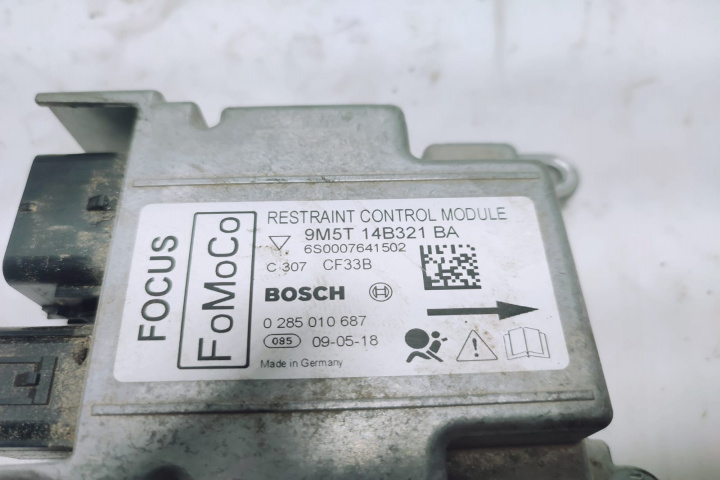 FOCUS
FoMoCo
RESTRAINT CONTROL MODULE
9M5T 14B321 BA
6S0007641502
C 307 CF33B
BOSCH
0 285 010 687
085 09-05-18
Made in Germany